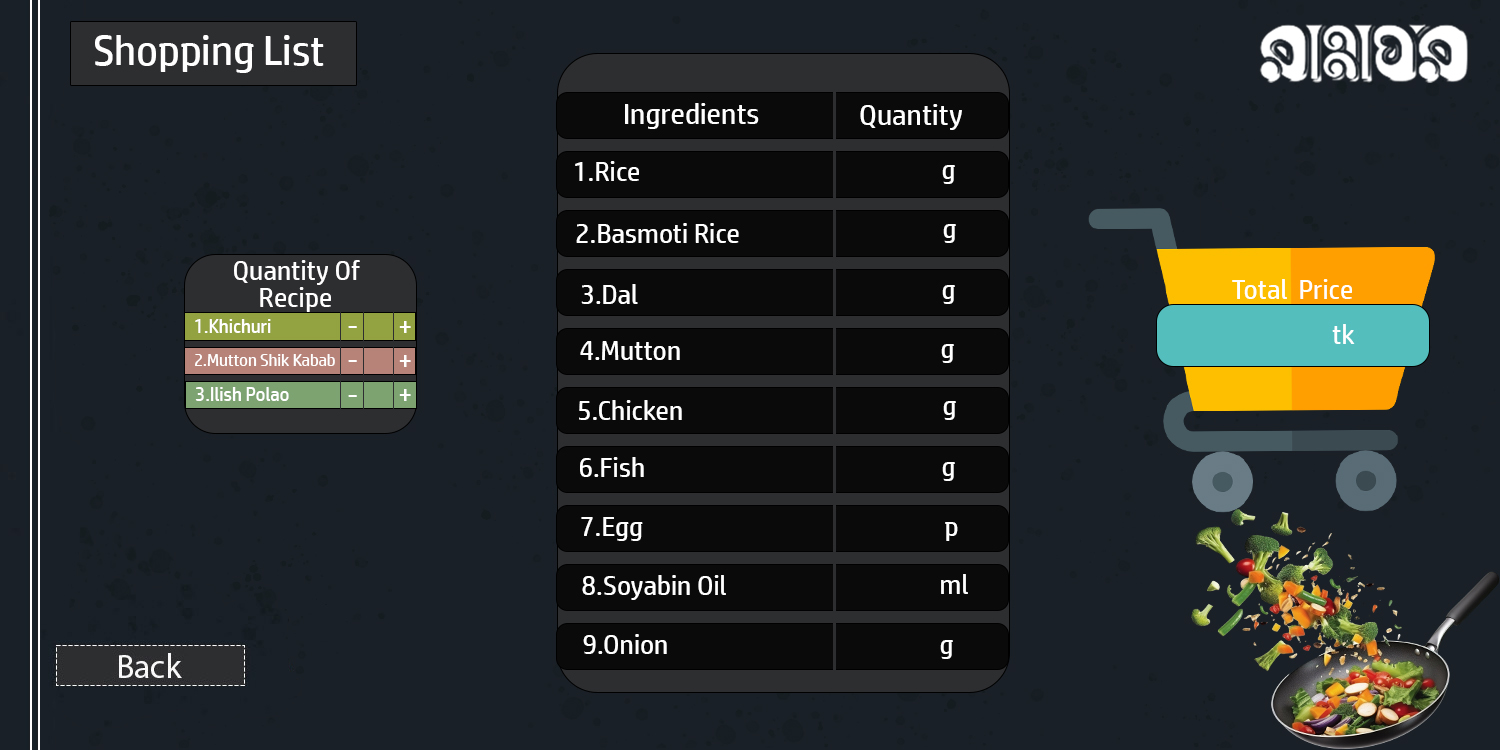 Shopping List
রান্নাঘর
Ingredients Quantity
1.Rice g
2.Basmoti Rice g
3.Dal g
4.Mutton g
5.Chicken g
6.Fish g
7.Egg p
8.Soyabin Oil ml
9.Onion g
Quantity Of
Recipe
1.Khichuri - +
2.Mutton Shik Kabab - +
3.Ilish Polao - +
Total Price
tk
Back